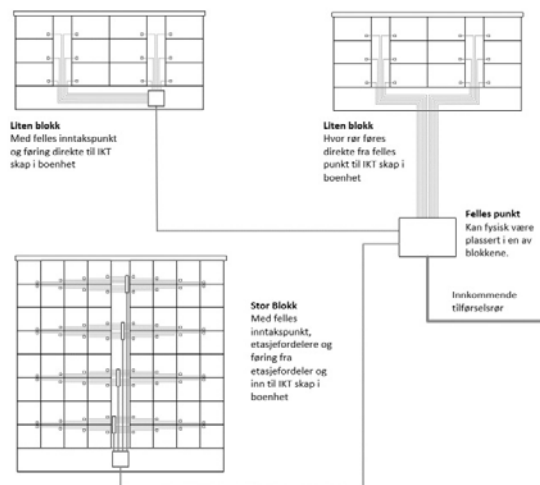 Liten blokk
Med felles inntakspunkt
og føring direkte til IKT
skap i boenhet
Liten blokk
Hvor rør føres
direkte fra felles
punkt til IKT skap i
boenhet
Felles punkt
Kan fysisk være
plassert i en av
blokkene.
Innkommende
tilførselsrør
Stor Blokk
Med felles
inntakspunkt,
etasjefordelere og
føring fra
etasjefordeler og
inn til IKT skap i
boenhet